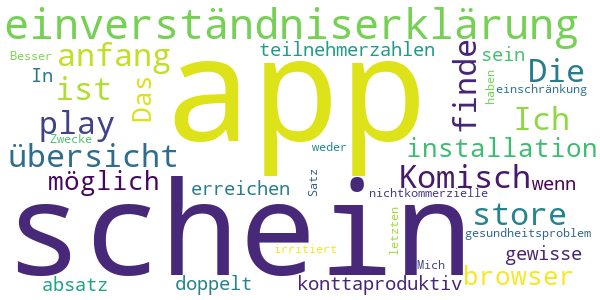 einverständniserklärung
Besser anfang teilnehmerzahlen sein
In ist Das app finde haben Die
einschränkung
play Ich
Zwecke weder
übersicht installation
möglich erreichen Satz Komisch wenn
nichtkommerzielle
schein letzten store
gesundheitsproblem
irritiert gewisse
Mich browser
absatz doppelt konttaproduktiv